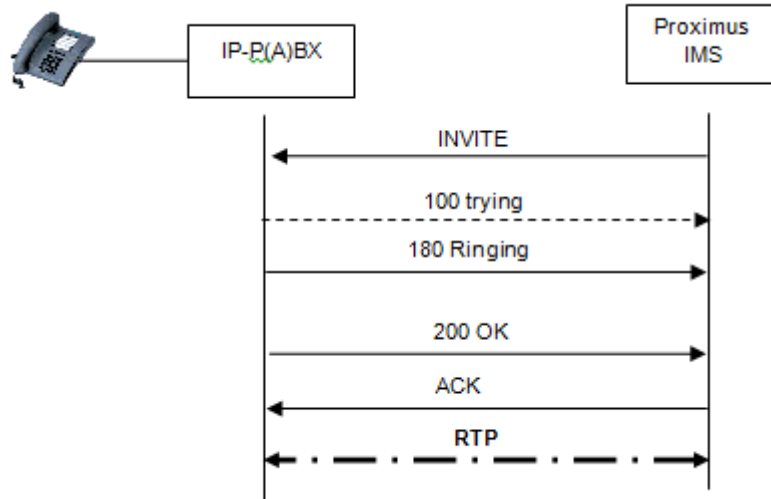 IP-P(A)BX
Proximus
IMS
INVITE
100 trying
180 Ringing
200 OK
ACK
RTP